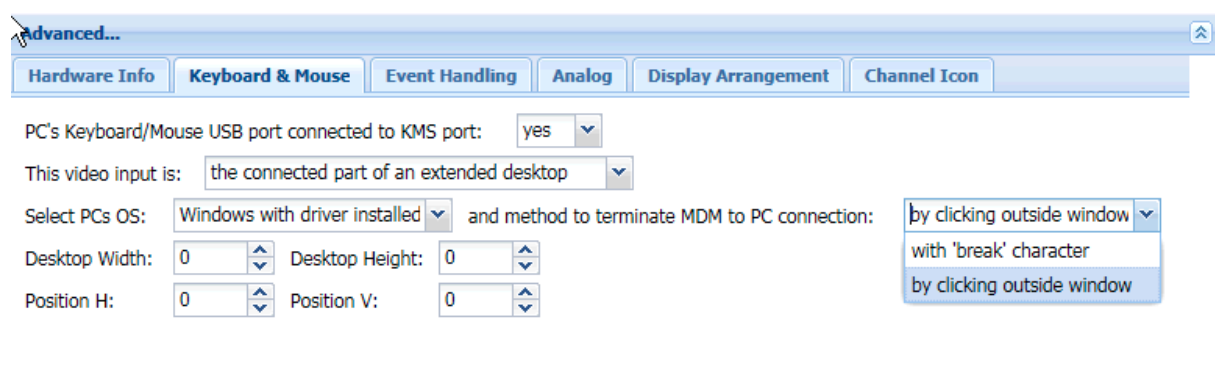 Advanced...
Hardware Info Keyboard & Mouse Event Handling Analog Display Arrangement Channel Icon
PC's Keyboard/Mouse USB port connected to KMS port: yes
This video input is: the connected part of an extended desktop
Select PCs OS: Windows with driver installed and method to terminate MDM to PC connection: by clicking outside window
with 'break' character
Desktop Width: 0 Desktop Height: 0
by clicking outside window
Position H: 0 Position V: 0